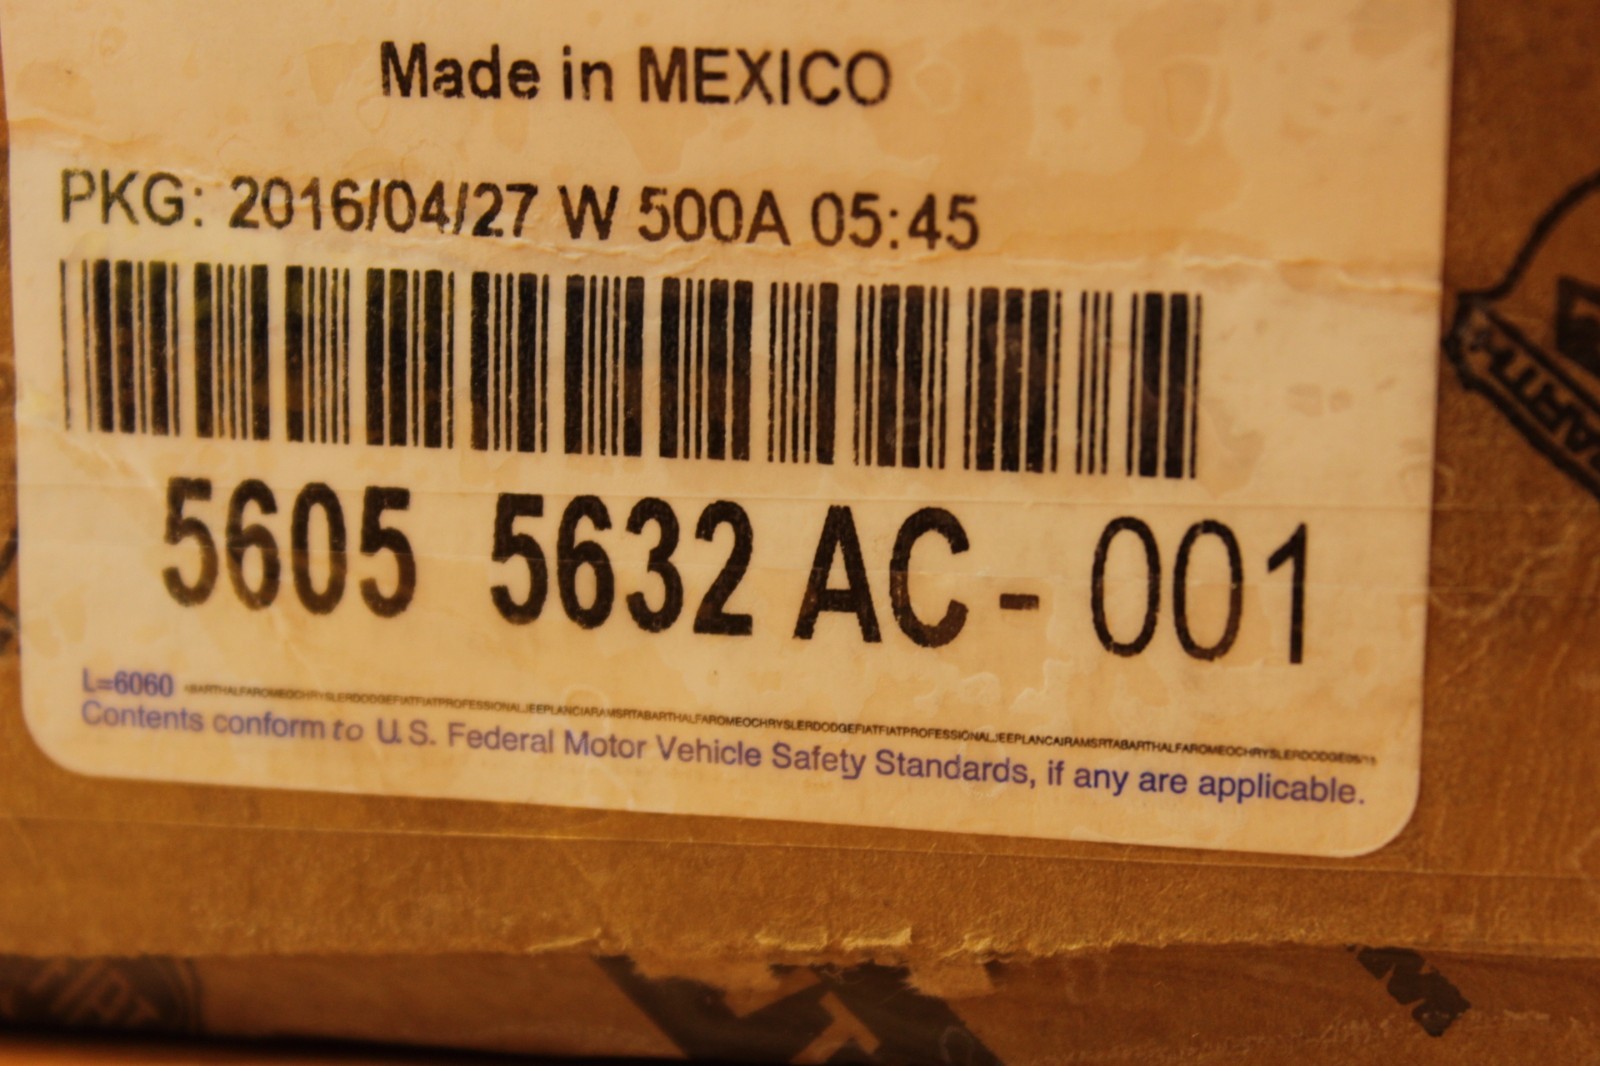 Made in MEXICO
PKG: 2016/04/27 W 500A 05:45
5605 5632 AC - 001
L=6060 ABARTHALFAROMEOCHRYSLERDODGEFIATFIATPROFESSIONALJEEPLANCIARAMSRTABARTHALFAROMEOCHRYSLERDODGEFIATFIATPROFESSIONALJEEPLANCAIRAMSRTABARTHALFAROMEOCHRYSLERDODGE
Contents conform to U.S. Federal Motor Vehicle Safety Standards, if any are applicable.